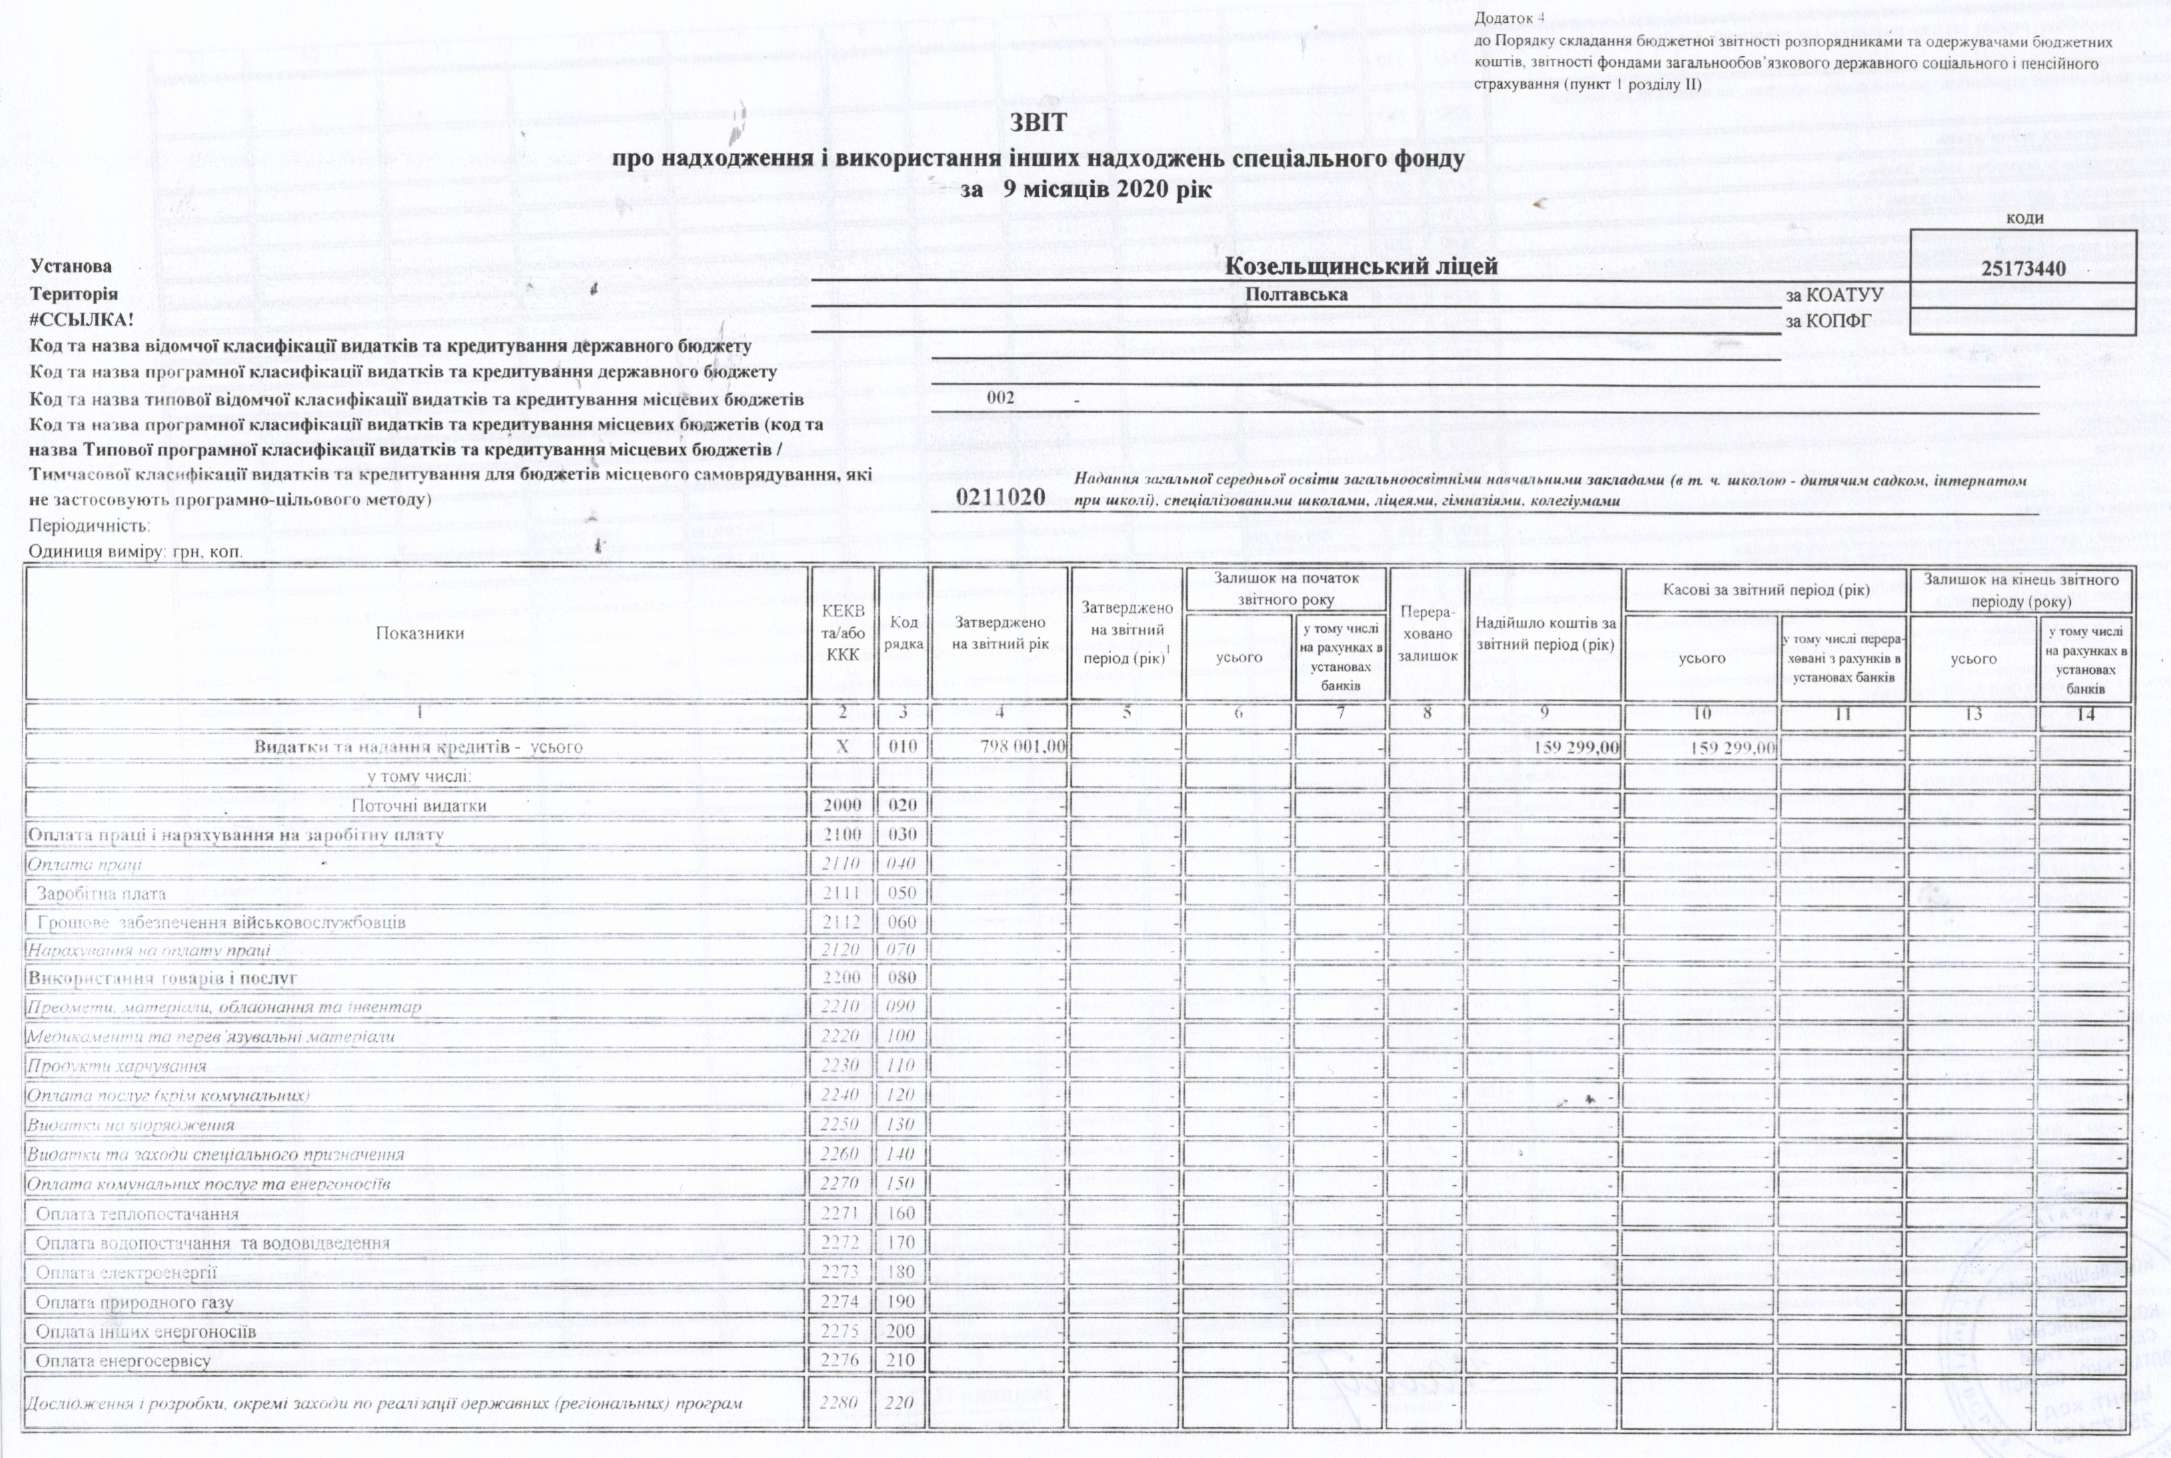 Додаток 4
до Порядку складання бюджетної звітності розпорядниками та одержувачами бюджетних
коштів, звітності фондами загальнообов'язкового державного соціального і пенсійного
страхування (пункт 1 розділу II)
ЗВІТ
про надходження і використання інших надходжень спеціального фонду
за 9 місяців 2020 рік
коди
Установа Козельщинський ліцей 25173440
Територія Полтавська за КОАТУУ
#ССЫЛКА! за КОПФГ
Код та назва відомчої класифікації видатків та кредитування державного бюджету
Код та назва програмної класифікації видатків та кредитування державного бюджету
Код та назва типової відомчої класифікації видатків та кредитування місцевих бюджетів 002 -
Код та назва програмної класифікації видатків та кредитування місцевих бюджетів (код та
назва Типової програмної класифікації видатків та кредитування місцевих бюджетів /
Тимчасової класифікації видатків та кредитування для бюджетів місцевого самоврядування, які
не застосовують програмно-цільового методу) 0211020
Надання загальної середньої освіти загальноосвітніми навчальними закладами (в т. ч. школою - дитячим садком, інтернатом
при школі), спеціалізованими школами, ліцеями, гімназіями, колегіумами
Періодичність:
Одиниця виміру: грн, коп.
Показники
КЕКВ
та/або
ККК
Код
рядка
Затверджено
на звітний рік
Затверджено
на звітний
період (рік)1
Залишок на початок
звітного року
усього
у тому числі
на рахунках в
установах
банків
Перера-
ховано
залишок
Надійшло коштів за
звітний період (рік)
Касові за звітний період (рік)
усього
у тому числі перера-
ховані з рахунків в
установах банків
Залишок на кінець звітного
періоду (року)
усього
у тому числі
на рахунках в
установах
банків
1 2 3 4 5 6 7 8 9 10 11 13 14
Видатки та надання кредитів - усього X 010 798 001,00 - - - - 159 299,00 159 299,00 - - -
у тому числі:
Поточні видатки 2000 020 - - - - - - - - - -
Оплата праці і нарахування на заробітну плату 2100 030 - - - - - - - - - -
Оплата праці 2110 040 - - - - - - - - - -
Заробітна плата 2111 050 - - - - - - - - - -
Грошове забезпечення військовослужбовців 2112 060 - - - - - - - - - -
Нарахування на оплату праці 2120 070 - - - - - - - - - -
Використання товарів і послуг 2200 080 - - - - - - - - - -
Предмети, матеріали, обладнання та інвентар 2210 090 - - - - - - - - - -
Медикаменти та перев'язувальні матеріали 2220 100 - - - - - - - - - -
Продукти харчування 2230 110 - - - - - - - - - -
Оплата послуг (крім комунальних) 2240 120 - - - - - - - - - -
Видатки на відрядження 2250 130 - - - - - - - - - -
Видатки та заходи спеціального призначення 2260 140 - - - - - - - - - -
Оплата комунальних послуг та енергоносіїв 2270 150 - - - - - - - - - -
Оплата теплопостачання 2271 160 - - - - - - - - - -
Оплата водопостачання та водовідведення 2272 170 - - - - - - - - - -
Оплата електроенергії 2273 180 - - - - - - - - - -
Оплата природного газу 2274 190 - - - - - - - - - -
Оплата інших енергоносіїв 2275 200 - - - - - - - - - -
Оплата енергосервісу 2276 210 - - - - - - - - - -
Дослідження і розробки, окремі заходи по реалізації державних (регіональних) програм 2280 220 - - - - - - - - - -